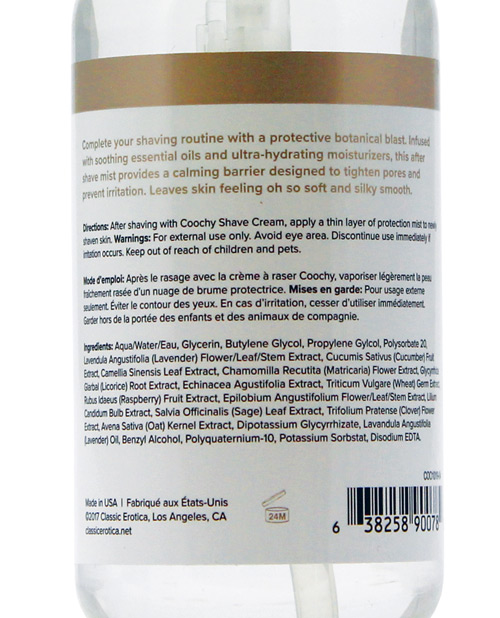 Complete your shaving routine with a protective botanical blast. Infused
with soothing essential oils and ultra-hydrating moisturizers, this after
shave mist provides a calming barrier designed to tighten pores and
prevent irritation. Leaves skin feeling oh so soft and silky smooth.
Directions: After shaving with Coochy Shave Cream, apply a thin layer of protection mist to newly
shaven skin. Warnings: For external use only. Avoid eye area. Discontinue use immediately if
irritation occurs. Keep out of reach of children and pets.
Mode d'emploi: Après le rasage avec la crème à raser Coochy, vaporiser légèrement la peau
fraîchement rasée d'un nuage de brume protectrice. Mises en garde: Pour usage externe
seulement. Éviter le contour des yeux. En cas d'irritation, cesser d'utiliser immédiatement.
Garder hors de la portée des enfants et des animaux de compagnie.
Ingredients: Aqua/Water/Eau, Glycerin, Butylene Glycol, Propylene Gylcol, Polysorbate 20,
Lavendula Angustifolia (Lavender) Flower/Leaf/Stem Extract, Cucumis Sativus (Cucumber) Fruit
Extract, Camellia Sinensis Leaf Extract, Chamomilla Recutita (Matricaria) Flower Extract, Glycyrrhiza
Glarbal (Licorice) Root Extract, Echinacea Agustifolia Extract, Triticum Vulgare (Wheat) Germ Extract,
Rubus Idaeus (Raspberry) Fruit Extract, Epilobium Angustifolium Flower/Leaf/Stem Extract, Lilium
Candidum Bulb Extract, Salvia Officinalis (Sage) Leaf Extract, Trifolium Pratense (Clover) Flower
Extract, Avena Sativa (Oat) Kernel Extract, Dipotassium Glycyrrhizate, Lavandula Angustifolia
(Lavender) Oil, Benzyl Alcohol, Polyquaternium-10, Potassium Sorbstat, Disodium EDTA.
Made in USA | Fabriqué aux États-Unis
©2017 Classic Erotica, Los Angeles, CA
classicerotica.net
24M
6 38258 90078